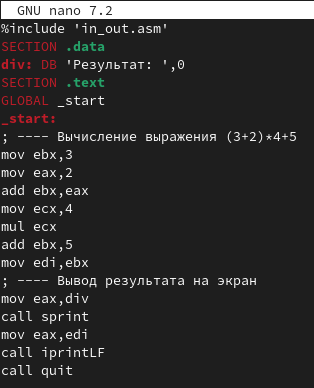 GNU nano 7.2
%include 'in_out.asm'
SECTION .data
div: DB 'Результат: ',0
SECTION .text
GLOBAL _start
_start:
; ---- Вычисление выражения (3+2)*4+5
mov ebx,3
mov eax,2
add ebx,eax
mov ecx,4
mul ecx
add ebx,5
mov edi,ebx
; ---- Вывод результата на экран
mov eax,div
call sprint
mov eax,edi
call iprintLF
call quit